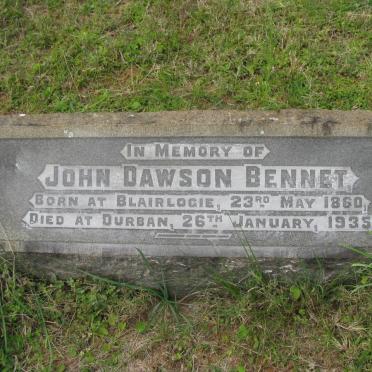 IN MEMORY OF
JOHN DAWSON BENNET
BORN AT BLAIRLOGIE, 23RD MAY 1860,
DIED AT DURBAN, 26TH JANUARY, 1935